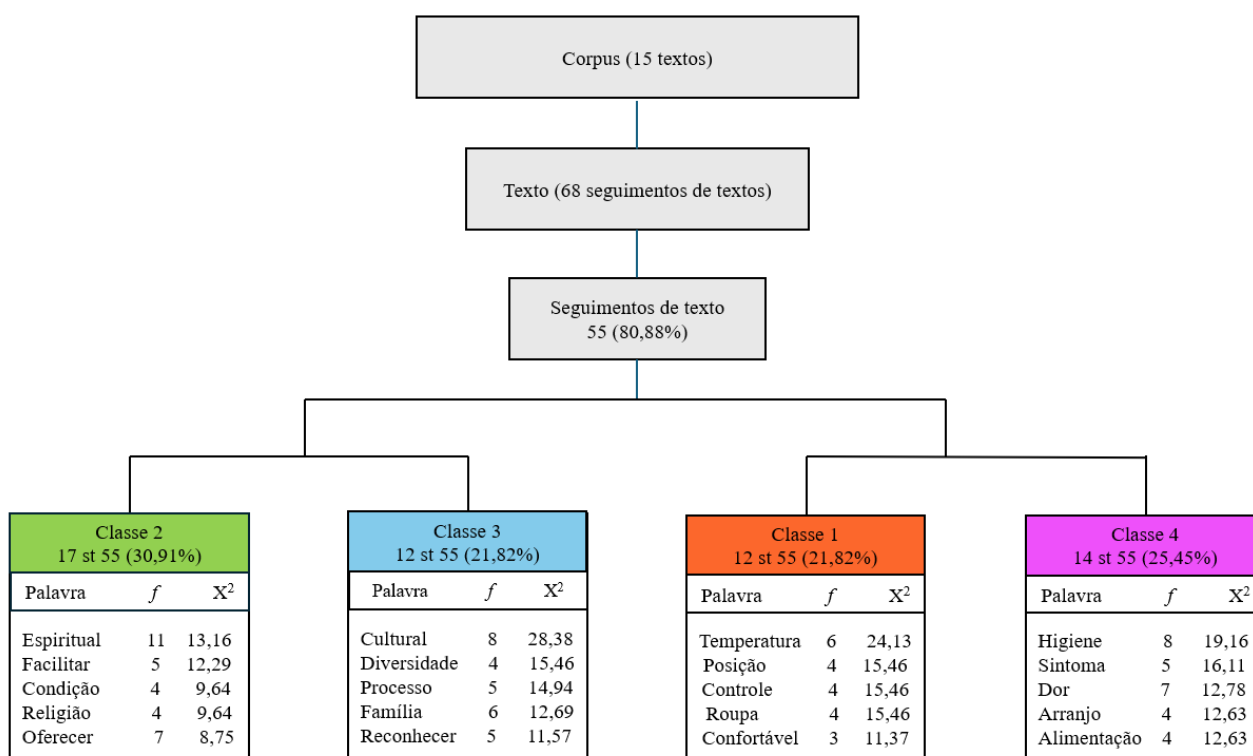 Corpus (15 textos)
Texto (68 seguimentos de textos)
Seguimentos de texto
55 (80,88%)
Classe 2
17 st 55 (30,91%)
Palavra f X²
Espiritual 11 13,16
Facilitar 5 12,29
Condição 4 9,64
Religião 4 9,64
Oferecer 7 8,75
Classe 3
12 st 55 (21,82%)
Palavra f X²
Cultural 8 28,38
Diversidade 4 15,46
Processo 5 14,94
Família 6 12,69
Reconhecer 5 11,57
Classe 1
12 st 55 (21,82%)
Palavra f X²
Temperatura 6 24,13
Posição 4 15,46
Controle 4 15,46
Roupa 4 15,46
Confortável 3 11,37
Classe 4
14 st 55 (25,45%)
Palavra f X²
Higiene 8 19,16
Sintoma 5 16,11
Dor 7 12,78
Arranjo 4 12,63
Alimentação 4 12,63